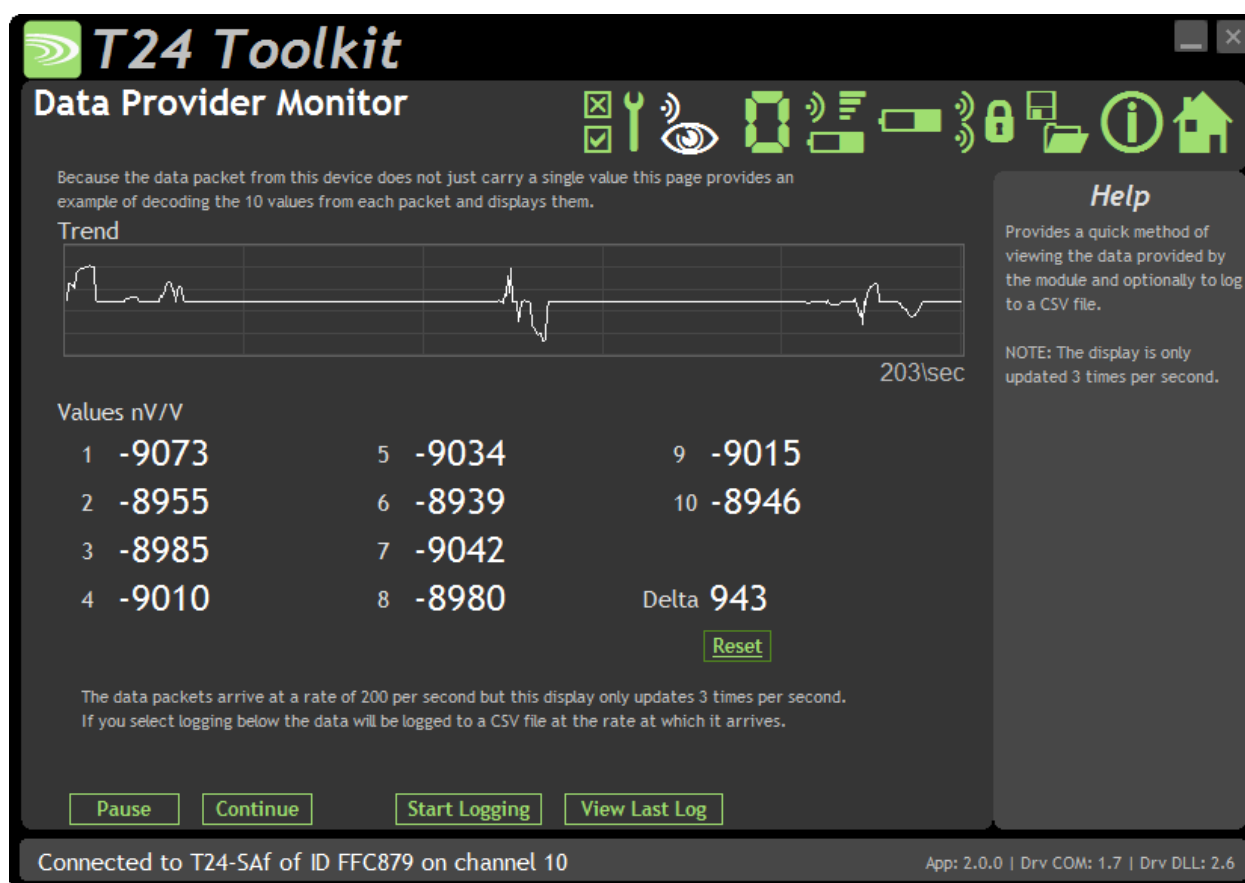 T24 Toolkit
Data Provider Monitor
Because the data packet from this device does not just carry a single value this page provides an
example of decoding the 10 values from each packet and displays them.
Trend
203\sec
Values nV/V
1 -9073
2 -8955
3 -8985
4 -9010
5 -9034
6 -8939
7 -9042
8 -8980
9 -9015
10 -8946
Delta 943
Reset
The data packets arrive at a rate of 200 per second but this display only updates 3 times per second.
If you select logging below the data will be logged to a CSV file at the rate at which it arrives.
Pause Continue Start Logging View Last Log
Help
Provides a quick method of
viewing the data provided by
the module and optionally to log
to a CSV file.
NOTE: The display is only
updated 3 times per second.
Connected to T24-SAf of ID FFC879 on channel 10
App: 2.0.0 | Drv COM: 1.7 | Drv DLL: 2.6